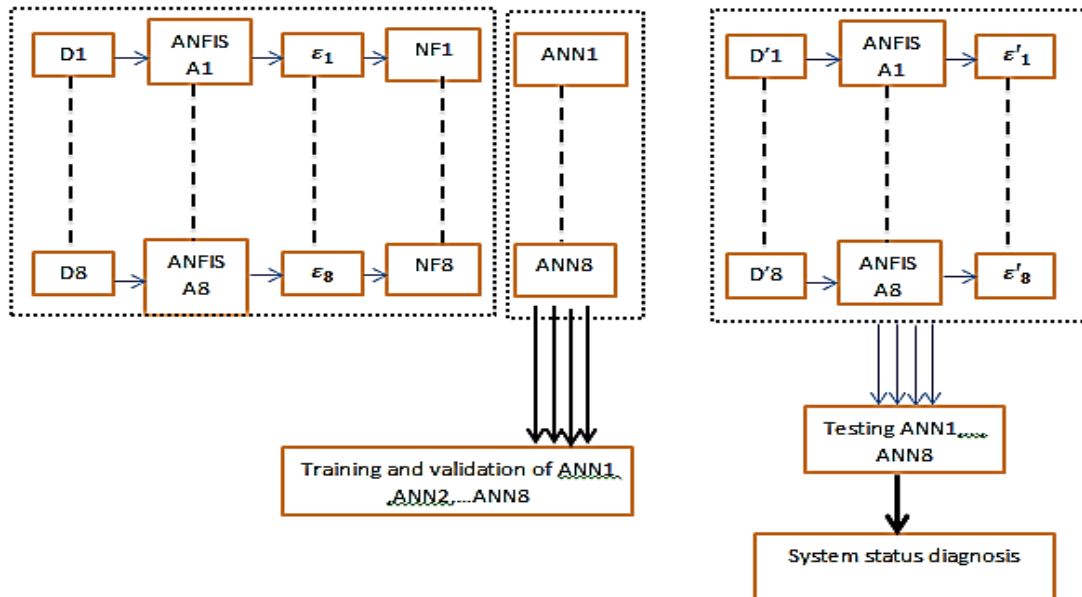 D1
ANFIS
A1
ε₁
NF1
ANN1
D'1
ANFIS
A1
ε'₁
D8
ANFIS
A8
ε₈
NF8
ANN8
D'8
ANFIS
A8
ε'₈
Training and validation of ANN1
,ANN2,...ANN8
Testing ANN1,....
ANN8
System status diagnosis